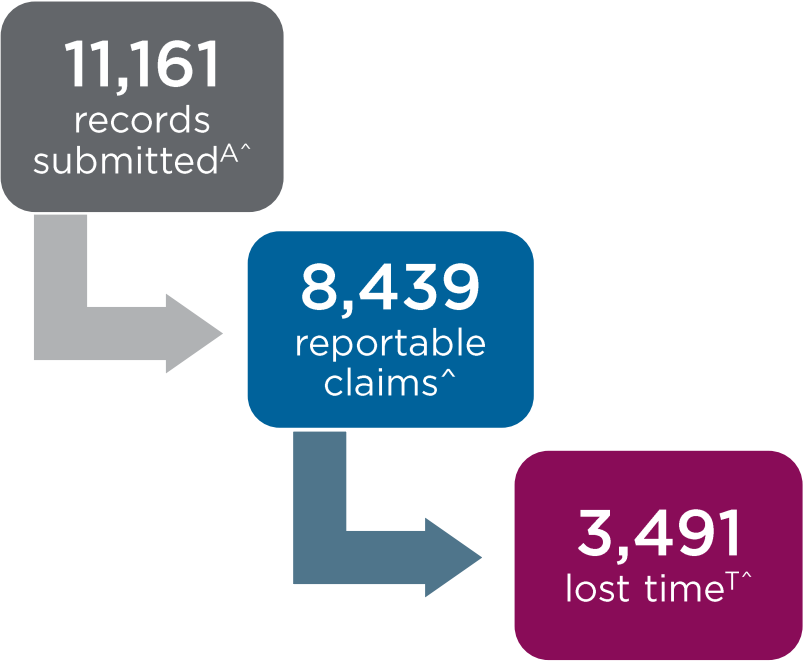 11,161
records
submittedA^
8,439
reportable
claims^
3,491
lost timeT^